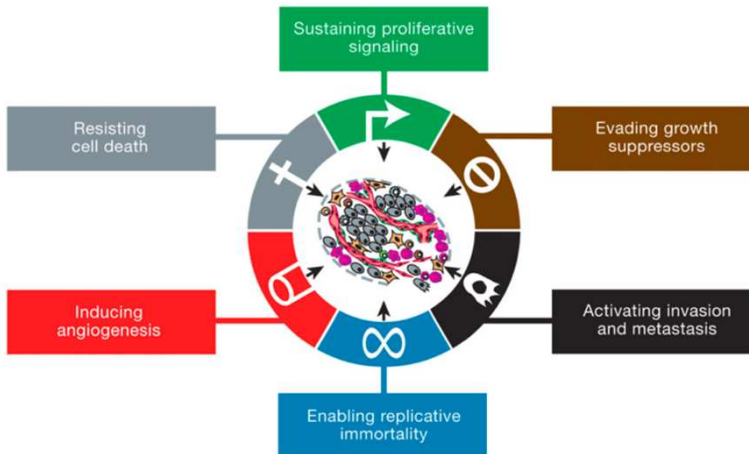 Sustaining proliferative
signaling
Resisting
cell death
Evading growth
suppressors
Inducing
angiogenesis
Activating invasion
and metastasis
Enabling replicative
immortality